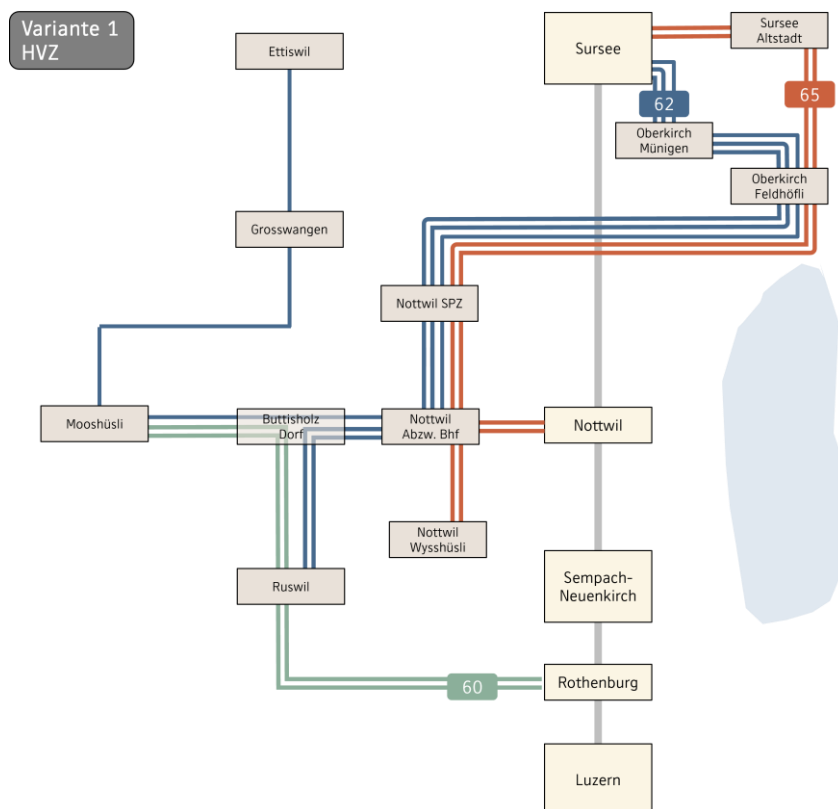 Variante 1
HVZ
Ettiswil
Sursee
Sursee
Altstadt
62
65
Oberkirch
Münigen
Oberkirch
Feldhöfli
Grosswangen
Nottwil SPZ
Mooshüsli
Buttisholz
Dorf
Nottwil
Abzw. Bhf
Nottwil
Nottwil
Wysshüsli
Sempach-
Neuenkirch
Ruswil
60
Rothenburg
Luzern